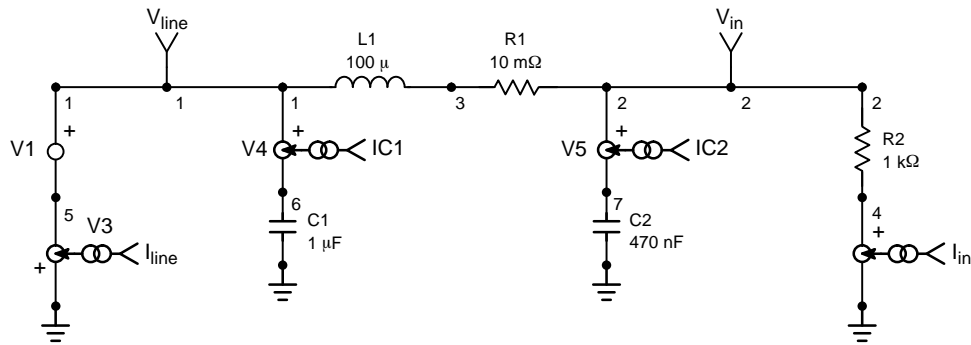 V_line
V_in
L1
100 μ
R1
10 mΩ
1
1
1
3
2
2
2
+
V1
V4
+
IC1
V5
+
IC2
R2
1 kΩ
5
V3
+
I_line
6
C1
1 μF
7
C2
470 nF
4
+
I_in